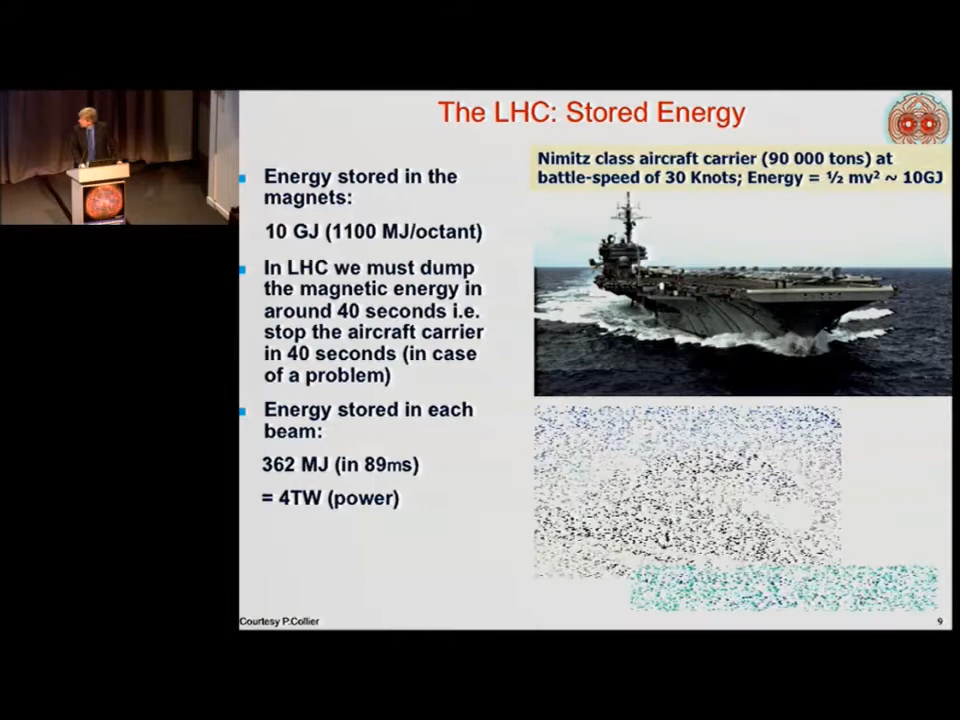 The LHC: Stored Energy
Nimitz class aircraft carrier (90 000 tons) at
battle-speed of 30 Knots; Energy = ½ mv² ~ 10GJ
Energy stored in the
magnets:
10 GJ (1100 MJ/octant)
In LHC we must dump
the magnetic energy in
around 40 seconds i.e.
stop the aircraft carrier
in 40 seconds (in case
of a problem)
Energy stored in each
beam:
362 MJ (in 89ms)
= 4TW (power)
Courtesy P.Collier
9